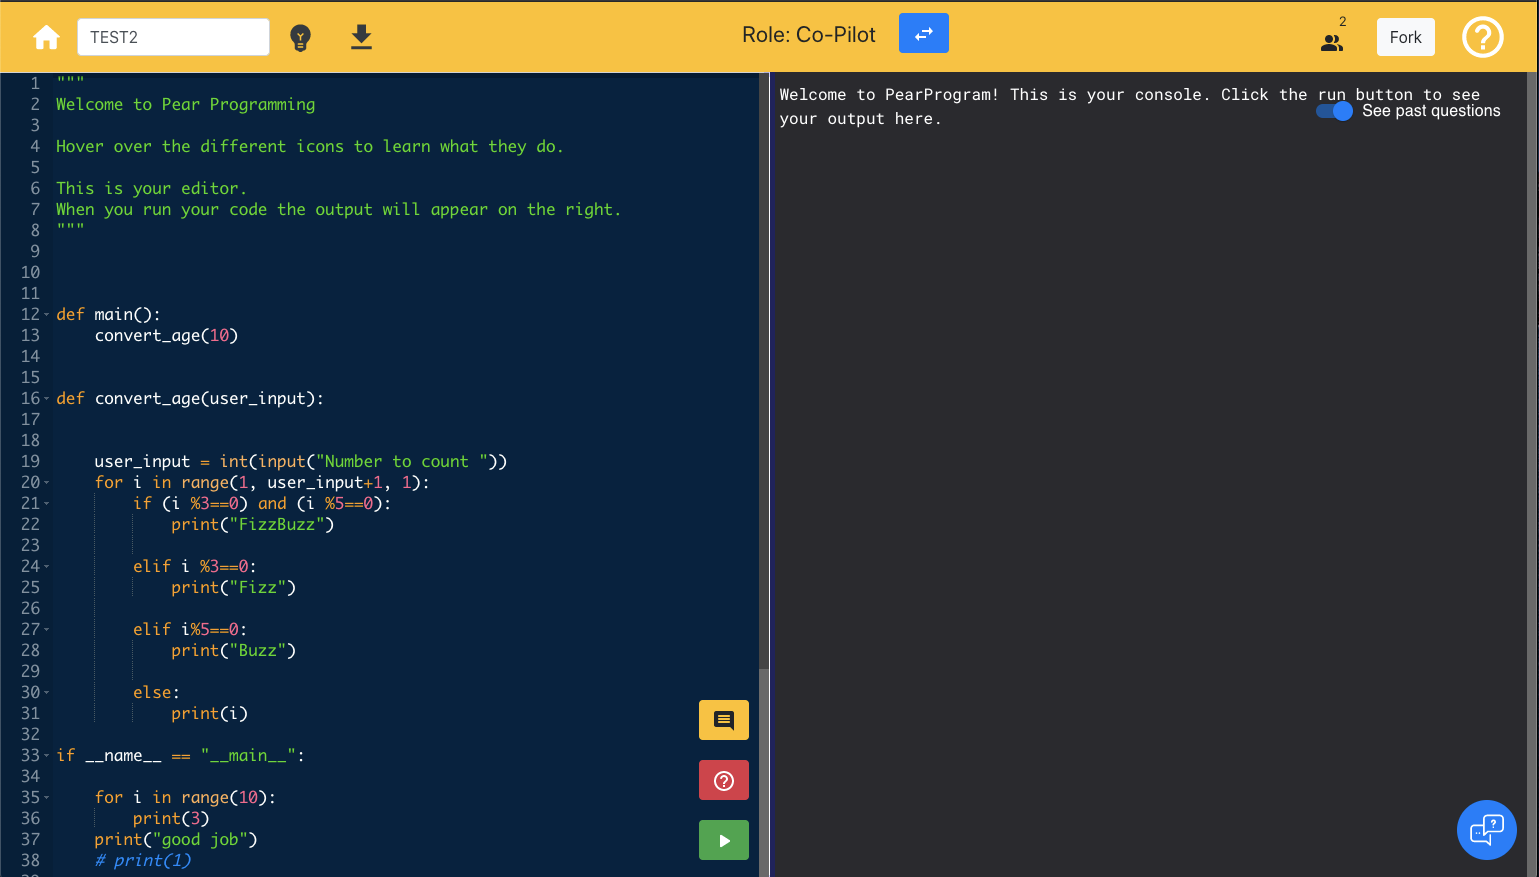 TEST2
Role: Co-Pilot
2
Fork
1 """
2 Welcome to Pear Programming
3
4 Hover over the different icons to learn what they do.
5
6 This is your editor.
7 When you run your code the output will appear on the right.
8 """
9
10
11
12 def main():
13     convert_age(10)
14
15
16 def convert_age(user_input):
17
18
19     user_input = int(input("Number to count "))
20     for i in range(1, user_input+1, 1):
21         if (i %3==0) and (i %5==0):
22             print("FizzBuzz")
23
24         elif i %3==0:
25             print("Fizz")
26
27         elif i%5==0:
28             print("Buzz")
29
30         else:
31             print(i)
32
33 if __name__ == "__main__":
34
35     for i in range(10):
36         print(3)
37     print("good job")
38     # print(1)
Welcome to PearProgram! This is your console. Click the run button to see
your output here.
See past questions